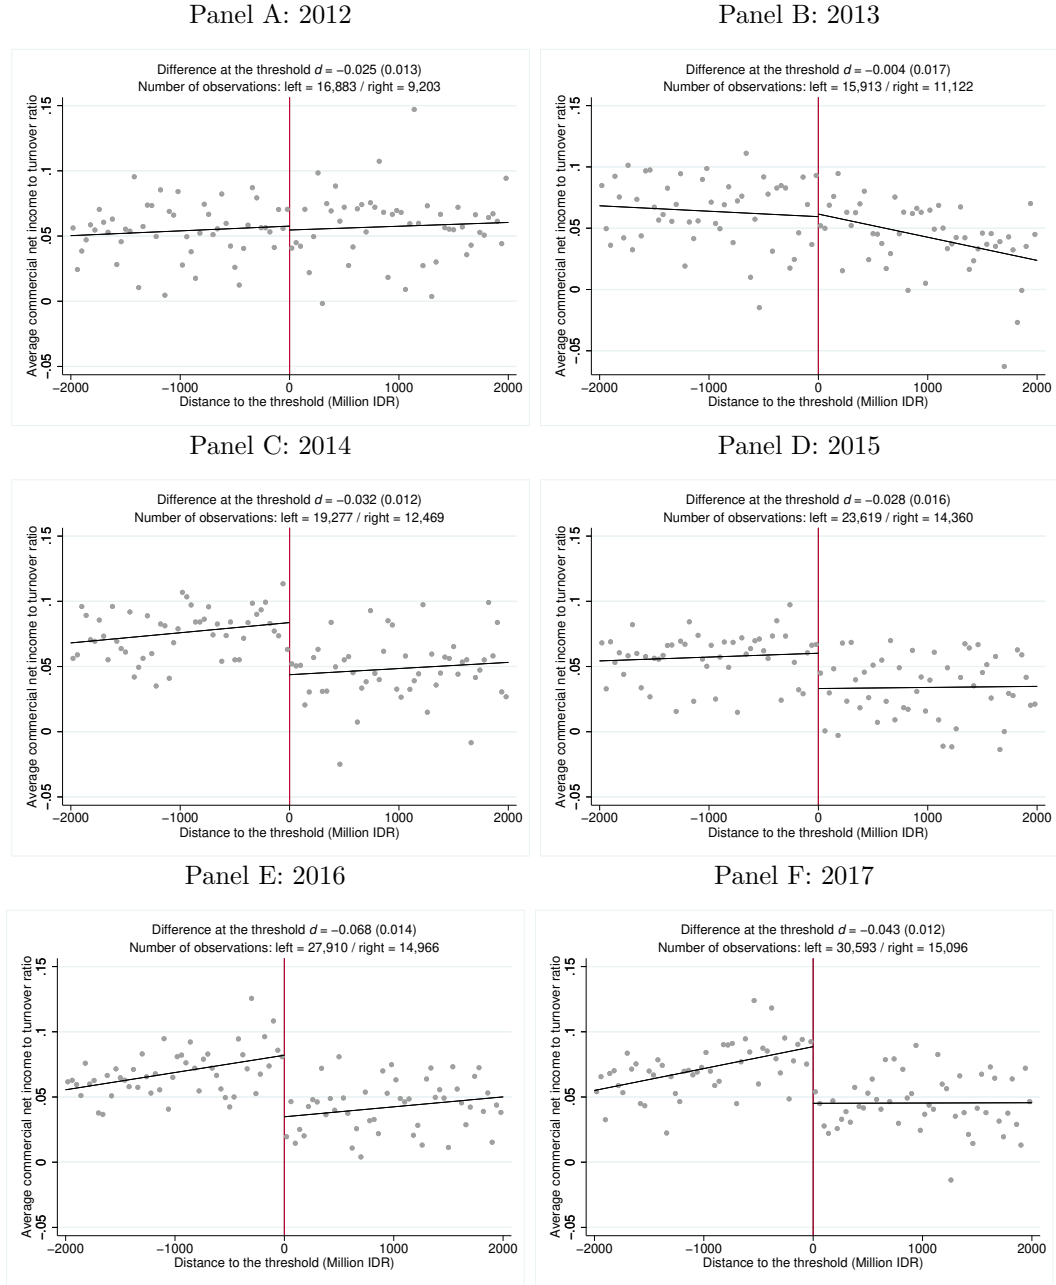 Panel A: 2012
Difference at the threshold d = −0.025 (0.013)
Number of observations: left = 16,883 / right = 9,203
Average commercial net income to turnover ratio
.15
.1
.05
0
−.05
−2000 −1000 0 1000 2000
Distance to the threshold (Million IDR)
Panel B: 2013
Difference at the threshold d = −0.004 (0.017)
Number of observations: left = 15,913 / right = 11,122
Average commercial net income to turnover ratio
.15
.1
.05
0
−.05
−2000 −1000 0 1000 2000
Distance to the threshold (Million IDR)
Panel C: 2014
Difference at the threshold d = −0.032 (0.012)
Number of observations: left = 19,277 / right = 12,469
Average commercial net income to turnover ratio
.15
.1
.05
0
−.05
−2000 −1000 0 1000 2000
Distance to the threshold (Million IDR)
Panel D: 2015
Difference at the threshold d = −0.028 (0.016)
Number of observations: left = 23,619 / right = 14,360
Average commercial net income to turnover ratio
.15
.1
.05
0
−.05
−2000 −1000 0 1000 2000
Distance to the threshold (Million IDR)
Panel E: 2016
Difference at the threshold d = −0.068 (0.014)
Number of observations: left = 27,910 / right = 14,966
Average commercial net income to turnover ratio
.15
.1
.05
0
−.05
−2000 −1000 0 1000 2000
Distance to the threshold (Million IDR)
Panel F: 2017
Difference at the threshold d = −0.043 (0.012)
Number of observations: left = 30,593 / right = 15,096
Average commercial net income to turnover ratio
.15
.1
.05
0
−.05
−2000 −1000 0 1000 2000
Distance to the threshold (Million IDR)